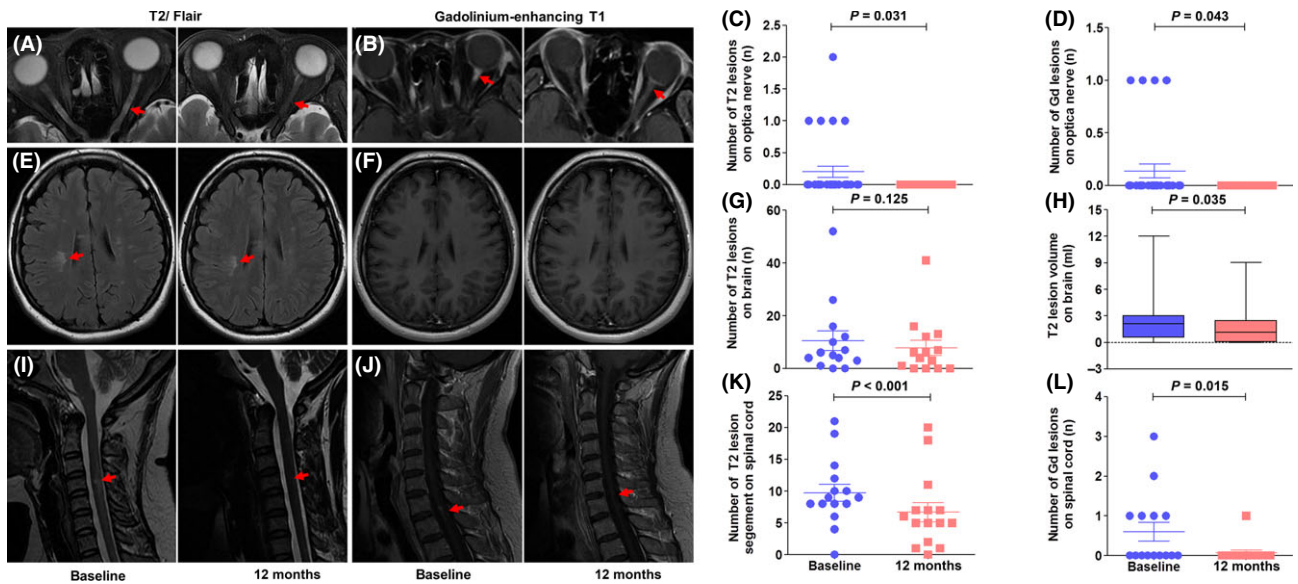 T2/ Flair
Gadolinium-enhancing T1
(A)
(B)
(E)
(F)
(I)
(J)
Baseline
12 months
Baseline
12 months
(C)
P = 0.031
Number of T2 lesions
on optica nerve (n)
2.5
2.0
1.5
1.0
0.5
0.0
(D)
P = 0.043
Number of Gd lesions
on optic nerve (n)
1.5
1.0
0.5
0.0
(G)
P = 0.125
Number of T2 lesions
on brain (n)
60
40
20
0
(H)
P = 0.035
T2 lesion volume
on brain (ml)
15
12
9
6
3
0
–3
(K)
P < 0.001
Number of T2 lesion
segement on spinal cord
25
20
15
10
5
0
Baseline
12 months
(L)
P = 0.015
Number of Gd lesions
on spinal cord (n)
4
3
2
1
0
Baseline
12 months